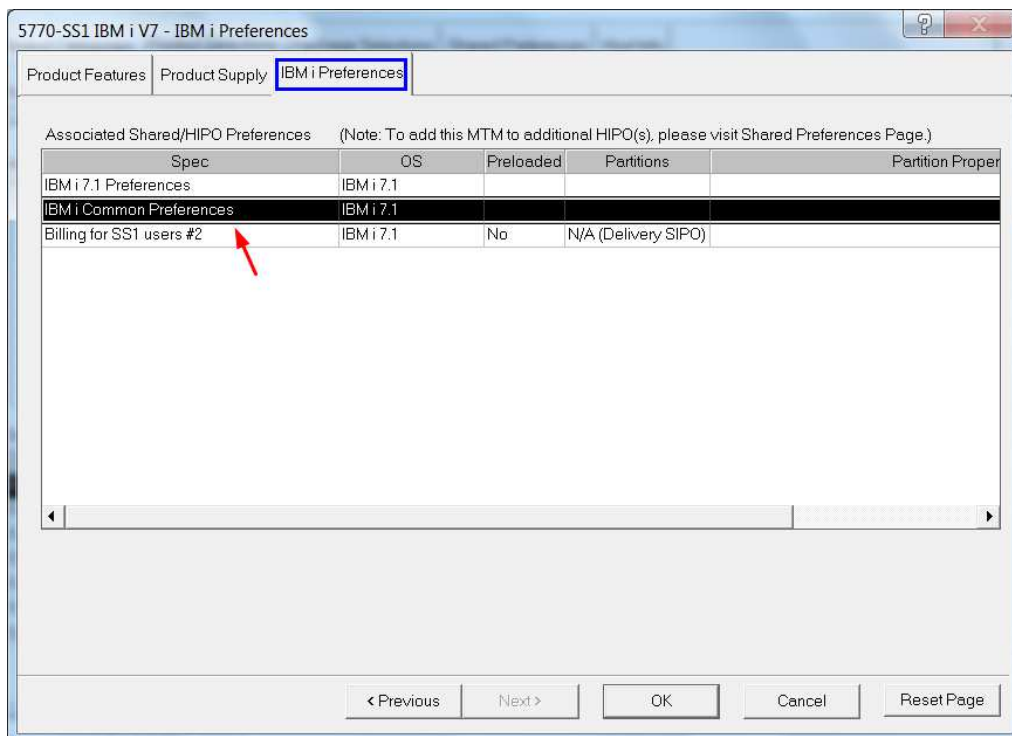 5770-SS1 IBM i V7 - IBM i Preferences
Product Features Product Supply IBM i Preferences
Associated Shared/HIPO Preferences (Note: To add this MTM to additional HIPO(s), please visit Shared Preferences Page.)
Spec OS Preloaded Partitions Partition Proper
IBM i 7.1 Preferences IBM i 7.1
IBM i Common Preferences IBM i 7.1
Billing for SS1 users #2 IBM i 7.1 No N/A (Delivery SIPO)
< Previous Next > OK Cancel Reset Page